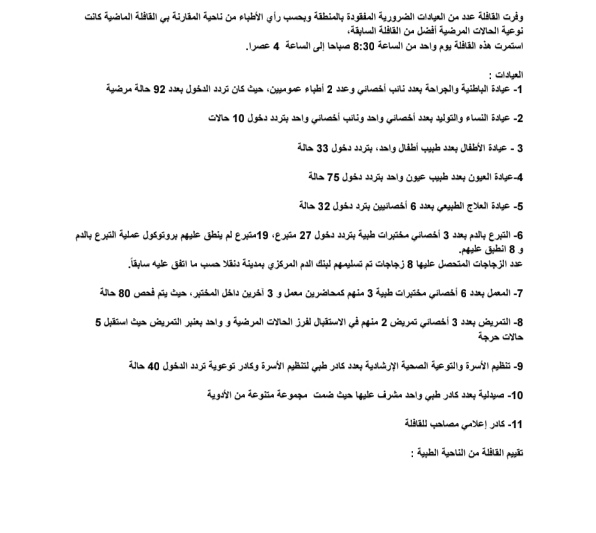 وفرت القافلة عدد من العيادات الضرورية المفقودة بالمنطقة وبحسب رأي الأطباء من ناحية المقارنة بي القافلة الماضية كانت
نوعية الحالات المرضية أفضل من القافلة السابقة،
استمرت هذه القافلة يوم واحد من الساعة 8:30 صباحا إلى الساعة 4 عصرا.
العيادات :
1- عيادة الباطنية والجراحة بعدد نائب أخصائي وعدد 2 أطباء عموميين، حيث كان تردد الدخول بعدد 92 حالة مرضية
2- عيادة النساء والتوليد بعدد أخصائي واحد ونائب أخصائي واحد بتردد دخول 10 حالات
3 - عيادة الأطفال بعدد طبيب أطفال واحد، بتردد دخول 33 حالة
4-عيادة العيون بعدد طبيب عيون واحد بتردد دخول 75 حالة
5- عيادة العلاج الطبيعي بعدد 6 أخصائيين بترد دخول 32 حالة
6- التبرع بالدم بعدد 3 أخصائي مختبرات طبية بتردد دخول 27 متبرع، 19متبرع لم ينطق عليهم بروتوكول عملية التبرع بالدم
و 8 انطبق عليهم.
عدد الزجاجات المتحصل عليها 8 زجاجات تم تسليمهم لبنك الدم المركزي بمدينة دنقلا حسب ما اتفق عليه سابقاً.
7- المعمل بعدد 6 أخصائي مختبرات طبية 3 منهم كمحاضرين معمل و 3 آخرين داخل المختبر، حيث يتم فحص 80 حالة
8- التمريض بعدد 3 أخصائي تمريض 2 منهم في الاستقبال لفرز الحالات المرضية و واحد بعنبر التمريض حيث استقبل 5
حالات حرجة
9- تنظيم الأسرة والتوعية الصحية الإرشادية بعدد كادر طبي لتنظيم الأسرة وكادر توعوية تردد الدخول 40 حالة
10- صيدلية بعدد كادر طبي واحد مشرف عليها حيث ضمت مجموعة متنوعة من الأدوية
11- كادر إعلامي مصاحب للقافلة
تقييم القافلة من الناحية الطبية :